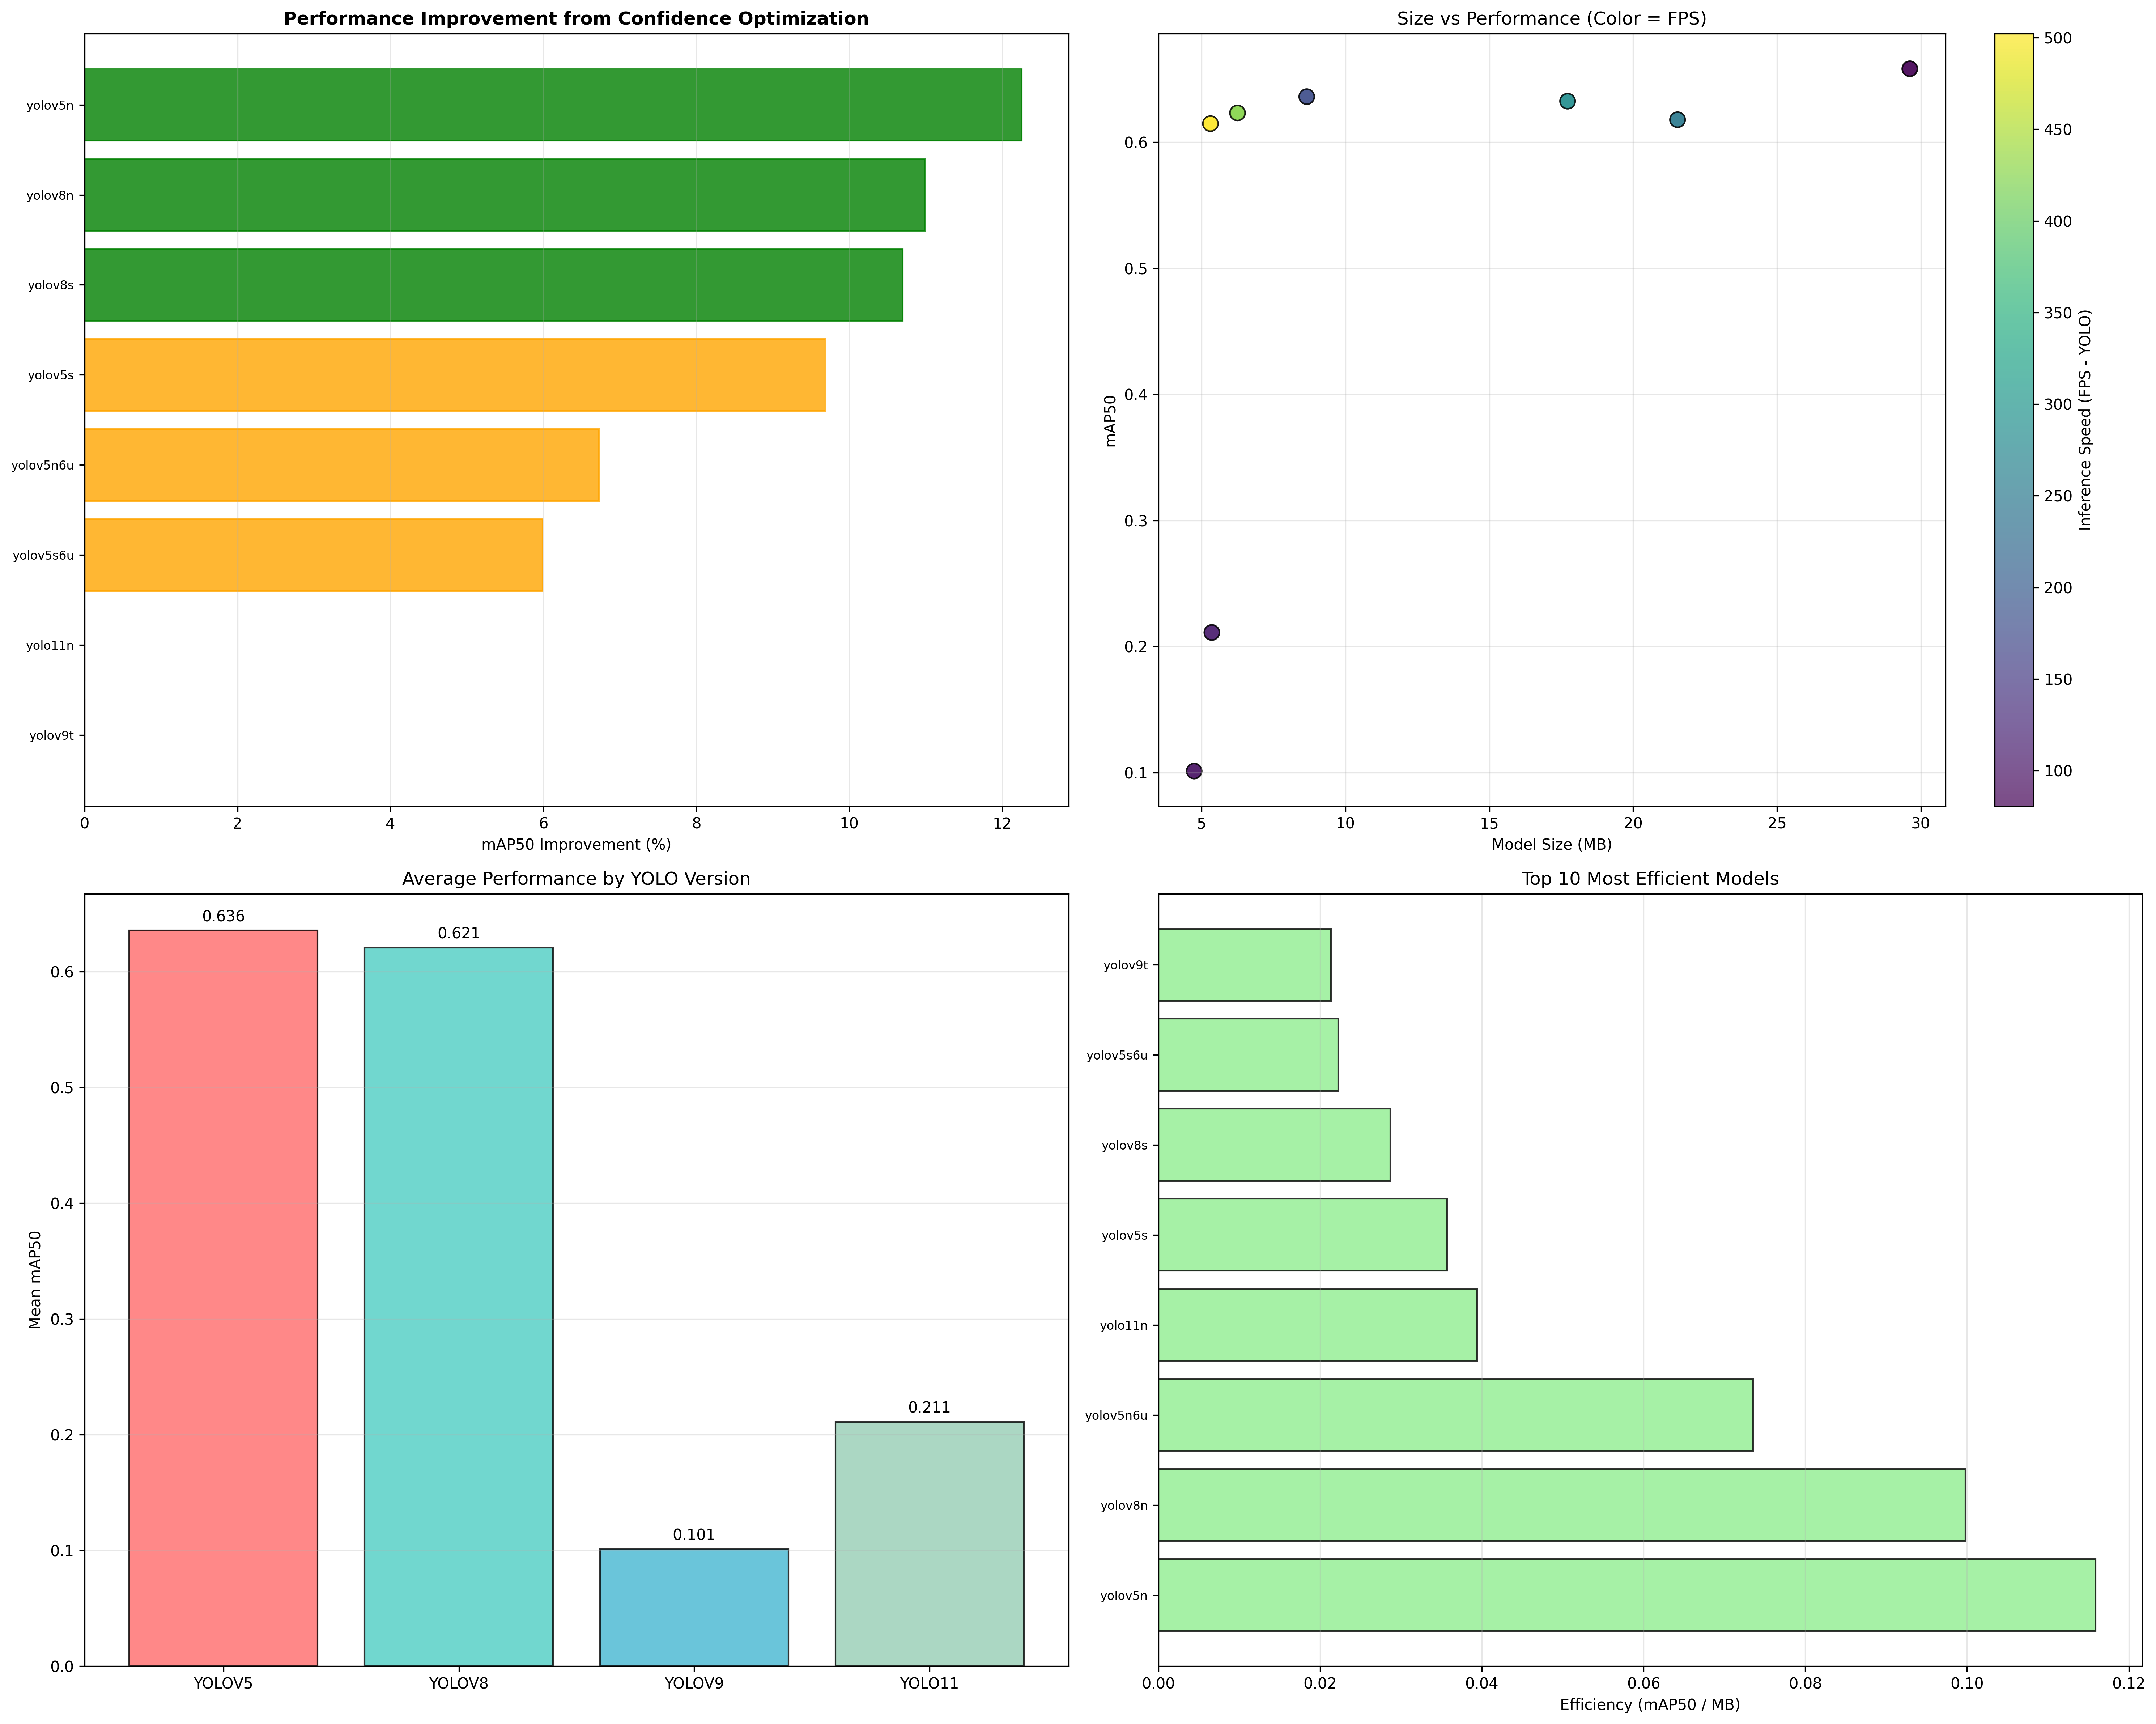 Performance Improvement from Confidence Optimization
yolov5n
yolov8n
yolov8s
yolov5s
yolov5n6u
yolov5s6u
yolo11n
yolov9t
0 2 4 6 8 10 12
mAP50 Improvement (%)
Size vs Performance (Color = FPS)
mAP50
0.6
0.5
0.4
0.3
0.2
0.1
5 10 15 20 25 30
Model Size (MB)
500
450
400
350
300
250
200
150
100
Inference Speed (FPS - YOLO)
Average Performance by YOLO Version
Mean mAP50
0.6
0.5
0.4
0.3
0.2
0.1
0.0
0.636
0.621
0.101
0.211
YOLOV5 YOLOV8 YOLOV9 YOLO11
Top 10 Most Efficient Models
yolov9t
yolov5s6u
yolov8s
yolov5s
yolo11n
yolov5n6u
yolov8n
yolov5n
0.00 0.02 0.04 0.06 0.08 0.10 0.12
Efficiency (mAP50 / MB)